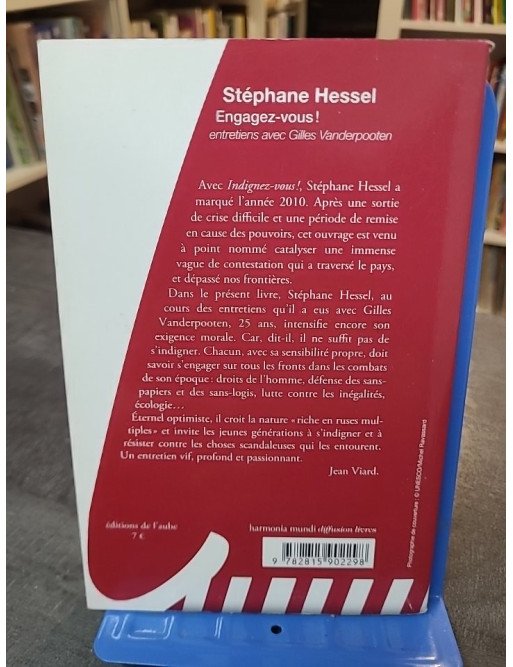 Stéphane Hessel
Engagez-vous !
entretiens avec Gilles Vanderpooten
Avec Indignez-vous !, Stéphane Hessel a
marqué l'année 2010. Après une sortie
de crise difficile et une période de remise
en cause des pouvoirs, cet ouvrage est venu
à point nommé catalyser une immense
vague de contestation qui a traversé le pays,
et dépassé nos frontières.
Dans le présent livre, Stéphane Hessel, au
cours des entretiens qu'il a eus avec Gilles
Vanderpooten, 25 ans, intensifie encore son
exigence morale. Car, dit-il, il ne suffit pas de
s'indigner. Chacun, avec sa sensibilité propre, doit
savoir s'engager sur tous les fronts dans les combats
de son époque : droits de l'homme, défense des sans-
papiers et des sans-logis, lutte contre les inégalités,
écologie…
Éternel optimiste, il croit la nature « riche en ruses mul-
tiples » et invite les jeunes générations à s'indigner et à
résister contre les choses scandaleuses qui les entourent.
Un entretien vif, profond et passionnant.
Jean Viard.
éditions de l'aube
7 €
harmonia mundi diffusion livres
9 782815 902298
Photographie de couverture : © UNESCO/Michel Ravassard